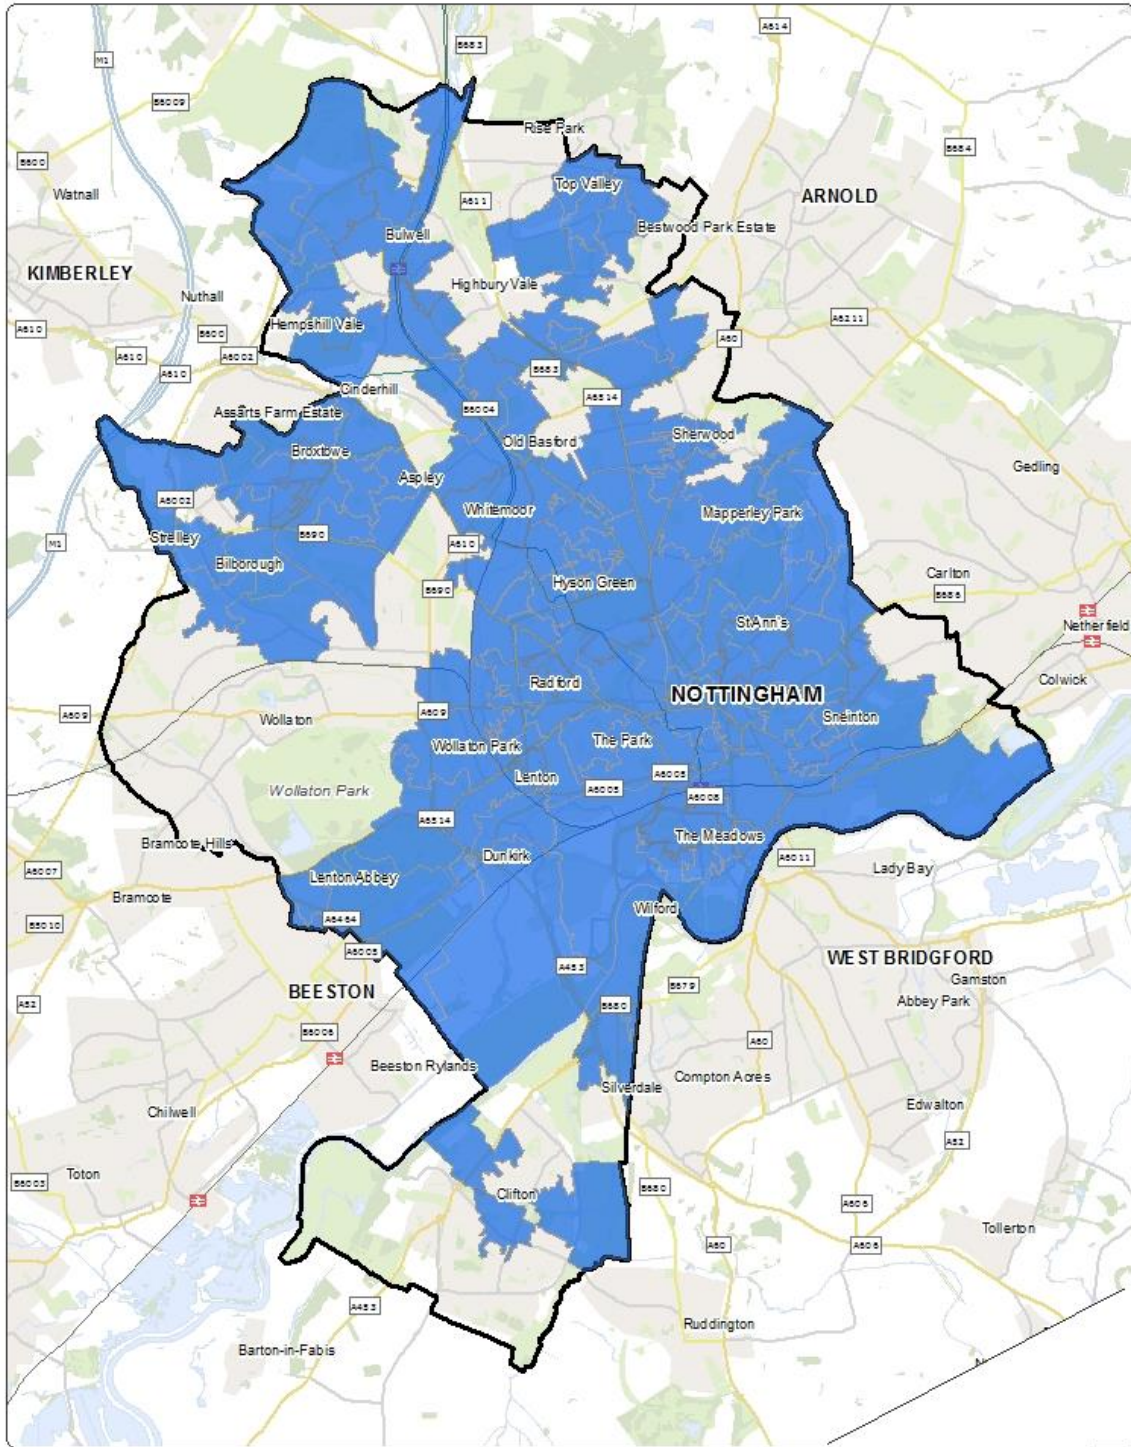 A614
B683
M1
B6009
Rise Park
B684
B600
Watnall
Top Valley
ARNOLD
A611
Bestwood Park Estate
Bulwell
KIMBERLEY
Highbury Vale
Nuthall
Hempshill Vale
A6211
A610
B600
A60
A610
A6002
A610
B683
Cinderhill
A6514
B6004
Assarts Farm Estate
Sherwood
Old Basford
Broxtowe
Gedling
Aspley
A6002
Whitemoor
Mapperley Park
B690
Strelley
M1
A610
Bilborough
Carlton
Hyson Green
B690
B686
Netherfield
St Ann's
Colwick
Radford
NOTTINGHAM
A609
Wollaton
A609
Sneinton
The Park
Wollaton Park
A6005
Lenton
A6005
Wollaton Park
A6008
A6514
The Meadows
Bramcote Hills
Dunkirk
A6011
Lady Bay
A6007
Lenton Abbey
Bramcote
Wilford
A6464
B5010
A6005
WEST BRIDGFORD
A453
Gamston
B679
BEESTON
Abbey Park
A52
B680
B6006
A60
Beeston Rylands
Compton Acres
Silverdale
Chilwell
Edwalton
A52
Toton
B6003
B680
Clifton
A606
Tollerton
A60
A606
A453
Ruddington
Barton-in-Fabis